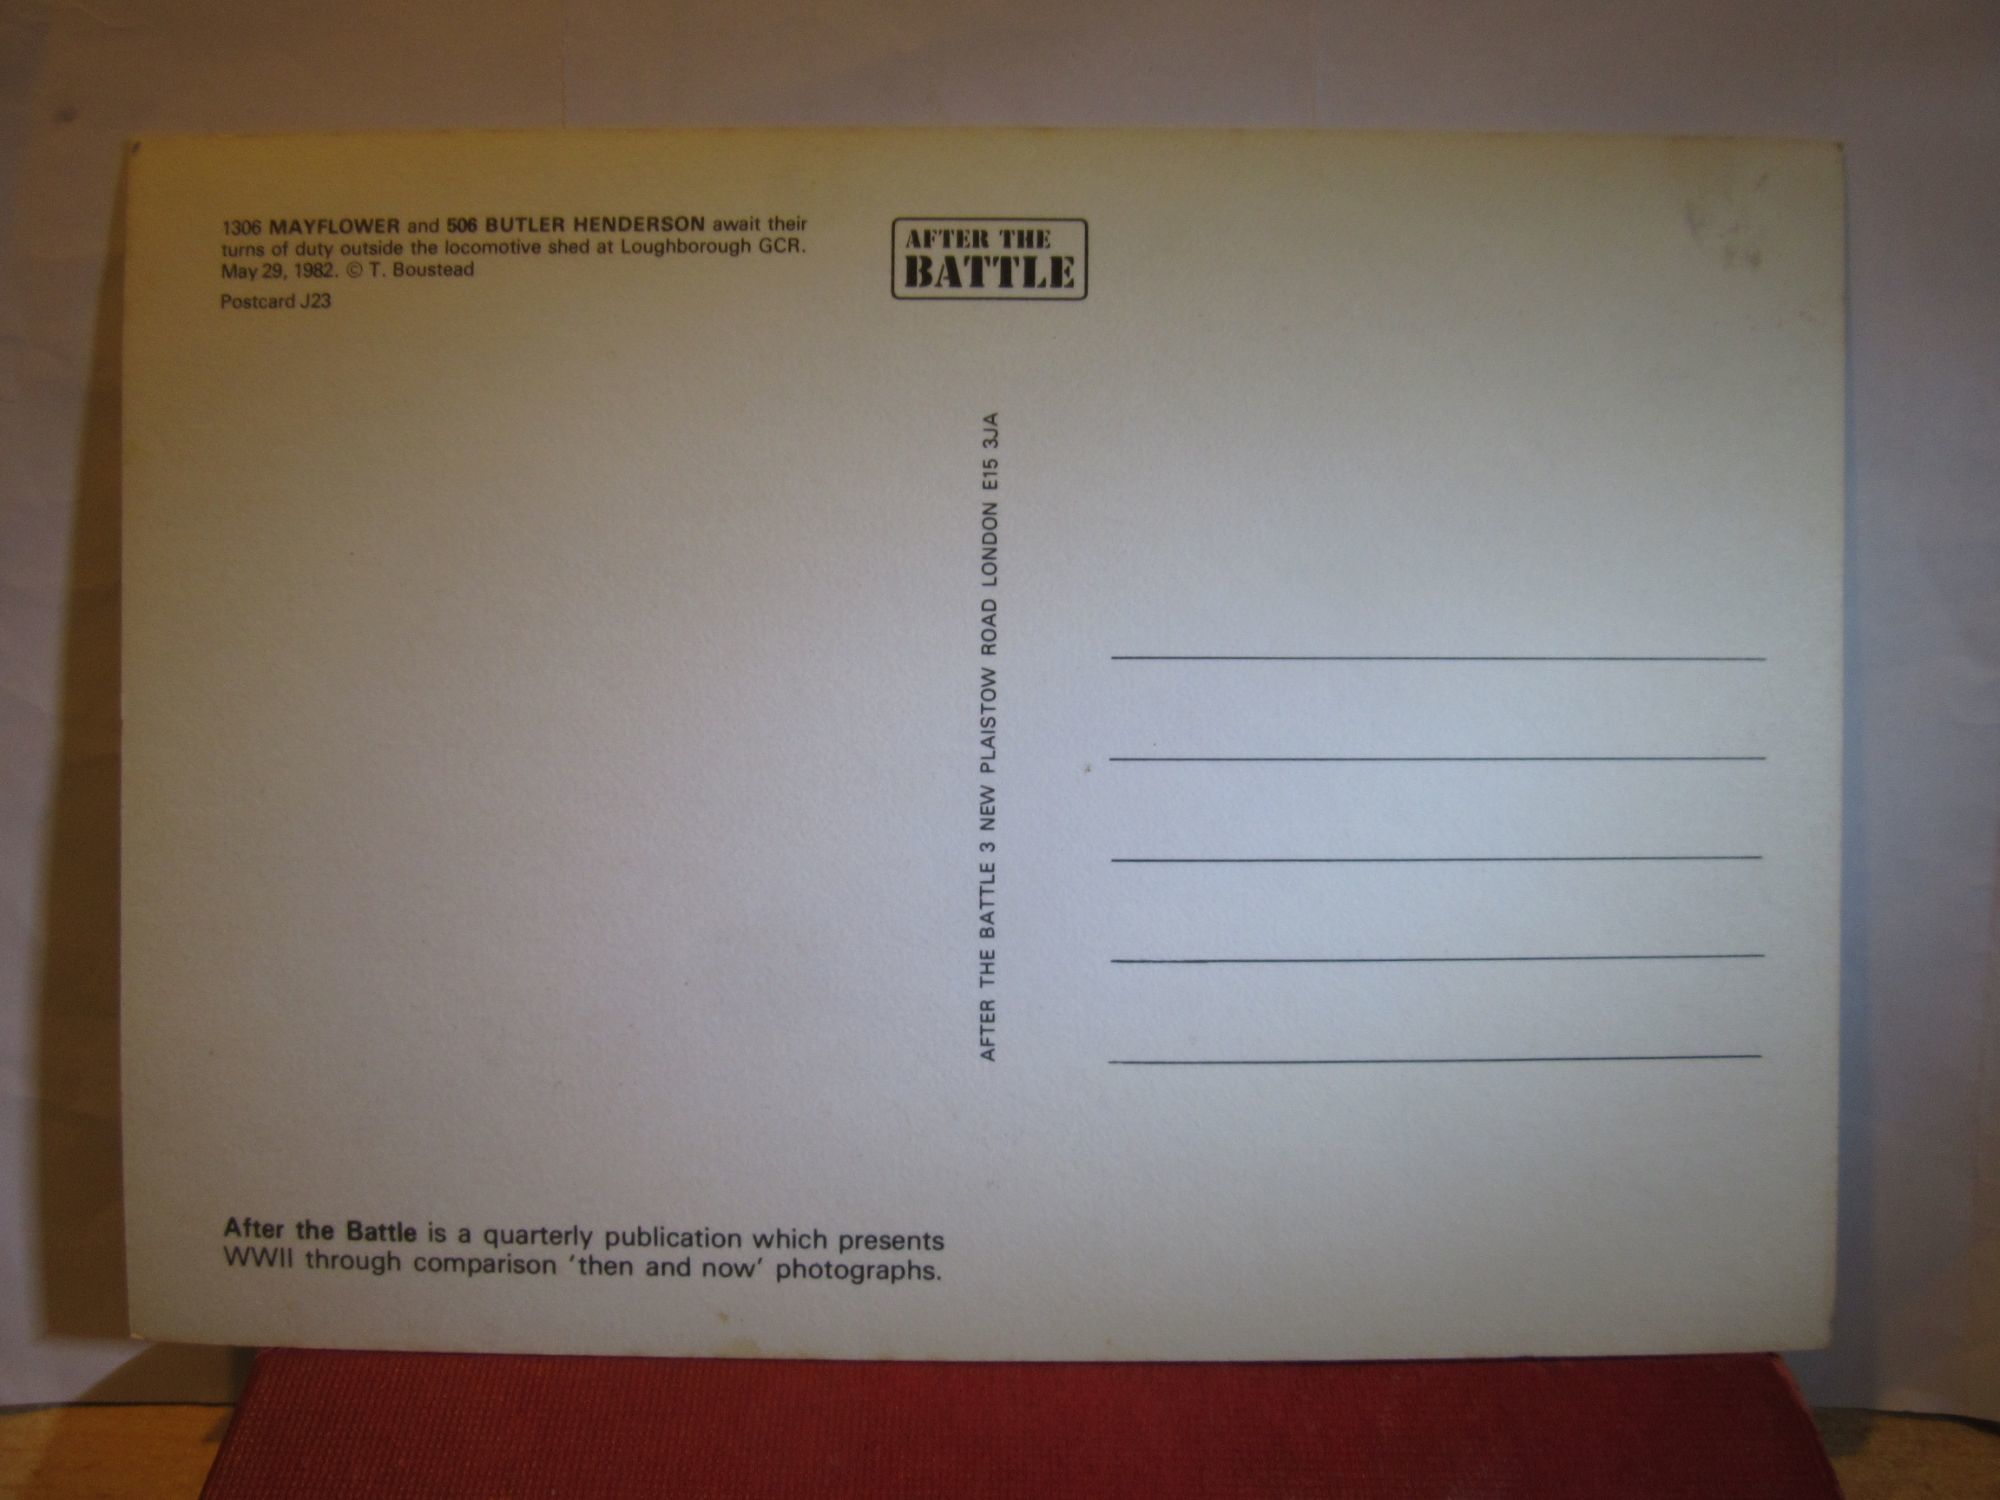 1306 MAYFLOWER and 506 BUTLER HENDERSON await their
turns of duty outside the locomotive shed at Loughborough GCR.
May 29, 1982. © T. Boustead
Postcard J23
AFTER THE
BATTLE
AFTER THE BATTLE 3 NEW PLAISTOW ROAD LONDON E15 3JA
After the Battle is a quarterly publication which presents
WWII through comparison ‘then and now’ photographs.